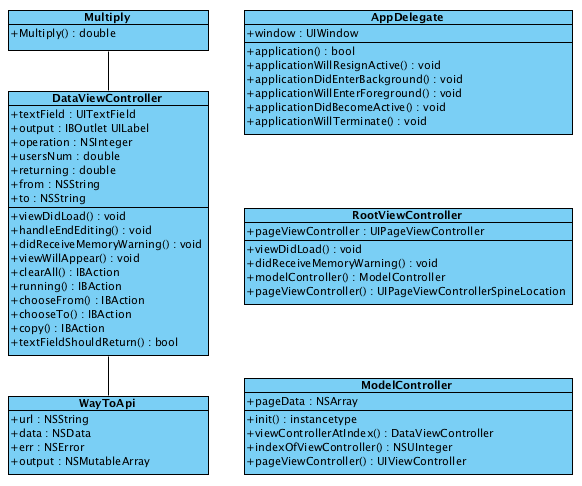 Multiply
+Multiply() : double
DataViewController
+textField : UITextField
+output : IBOutlet UILabel
+operation : NSInteger
+usersNum : double
+returning : double
+from : NSString
+to : NSString
+viewDidLoad() : void
+handleEndEditing() : void
+didReceiveMemoryWarning() : void
+viewWillAppear() : void
+clearAll() : IBAction
+running() : IBAction
+chooseFrom() : IBAction
+chooseTo() : IBAction
+copy() : IBAction
+textFieldShouldReturn() : bool
WayToApi
+url : NSString
+data : NSData
+err : NSError
+output : NSMutableArray
AppDelegate
+window : UIWindow
+application() : bool
+applicationWillResignActive() : void
+applicationDidEnterBackground() : void
+applicationWillEnterForeground() : void
+applicationDidBecomeActive() : void
+applicationWillTerminate() : void
RootViewController
+pageViewController : UIPageViewController
+viewDidLoad() : void
+didReceiveMemoryWarning() : void
+modelController() : ModelController
+pageViewController() : UIPageViewControllerSpineLocation
ModelController
+pageData : NSArray
+init() : instancetype
+viewControllerAtIndex() : DataViewController
+indexOfViewController() : NSUInteger
+pageViewController() : UIViewController